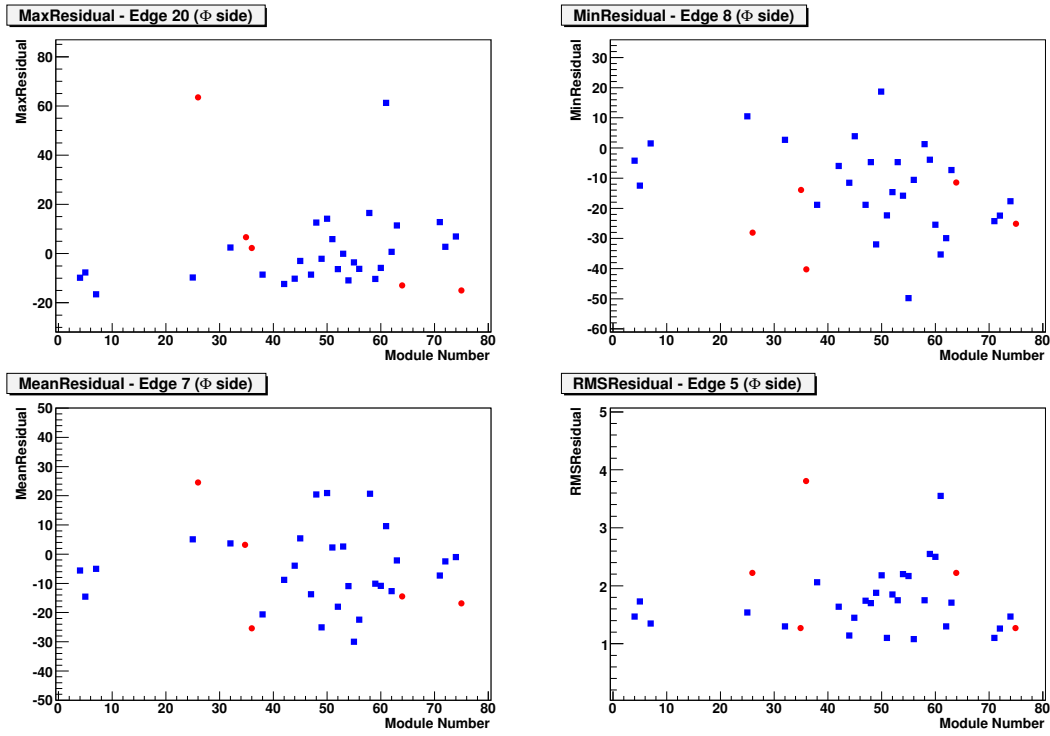 MaxResidual - Edge 20 (Φ side)
MaxResidual
80
60
40
20
0
-20
0 10 20 30 40 50 60 70 80
Module Number
MinResidual - Edge 8 (Φ side)
MinResidual
30
20
10
0
-10
-20
-30
-40
-50
-60
0 10 20 30 40 50 60 70 80
Module Number
MeanResidual - Edge 7 (Φ side)
MeanResidual
50
40
30
20
10
0
-10
-20
-30
-40
-50
0 10 20 30 40 50 60 70 80
Module Number
RMSResidual - Edge 5 (Φ side)
RMSResidual
5
4
3
2
1
0 10 20 30 40 50 60 70 80
Module Number